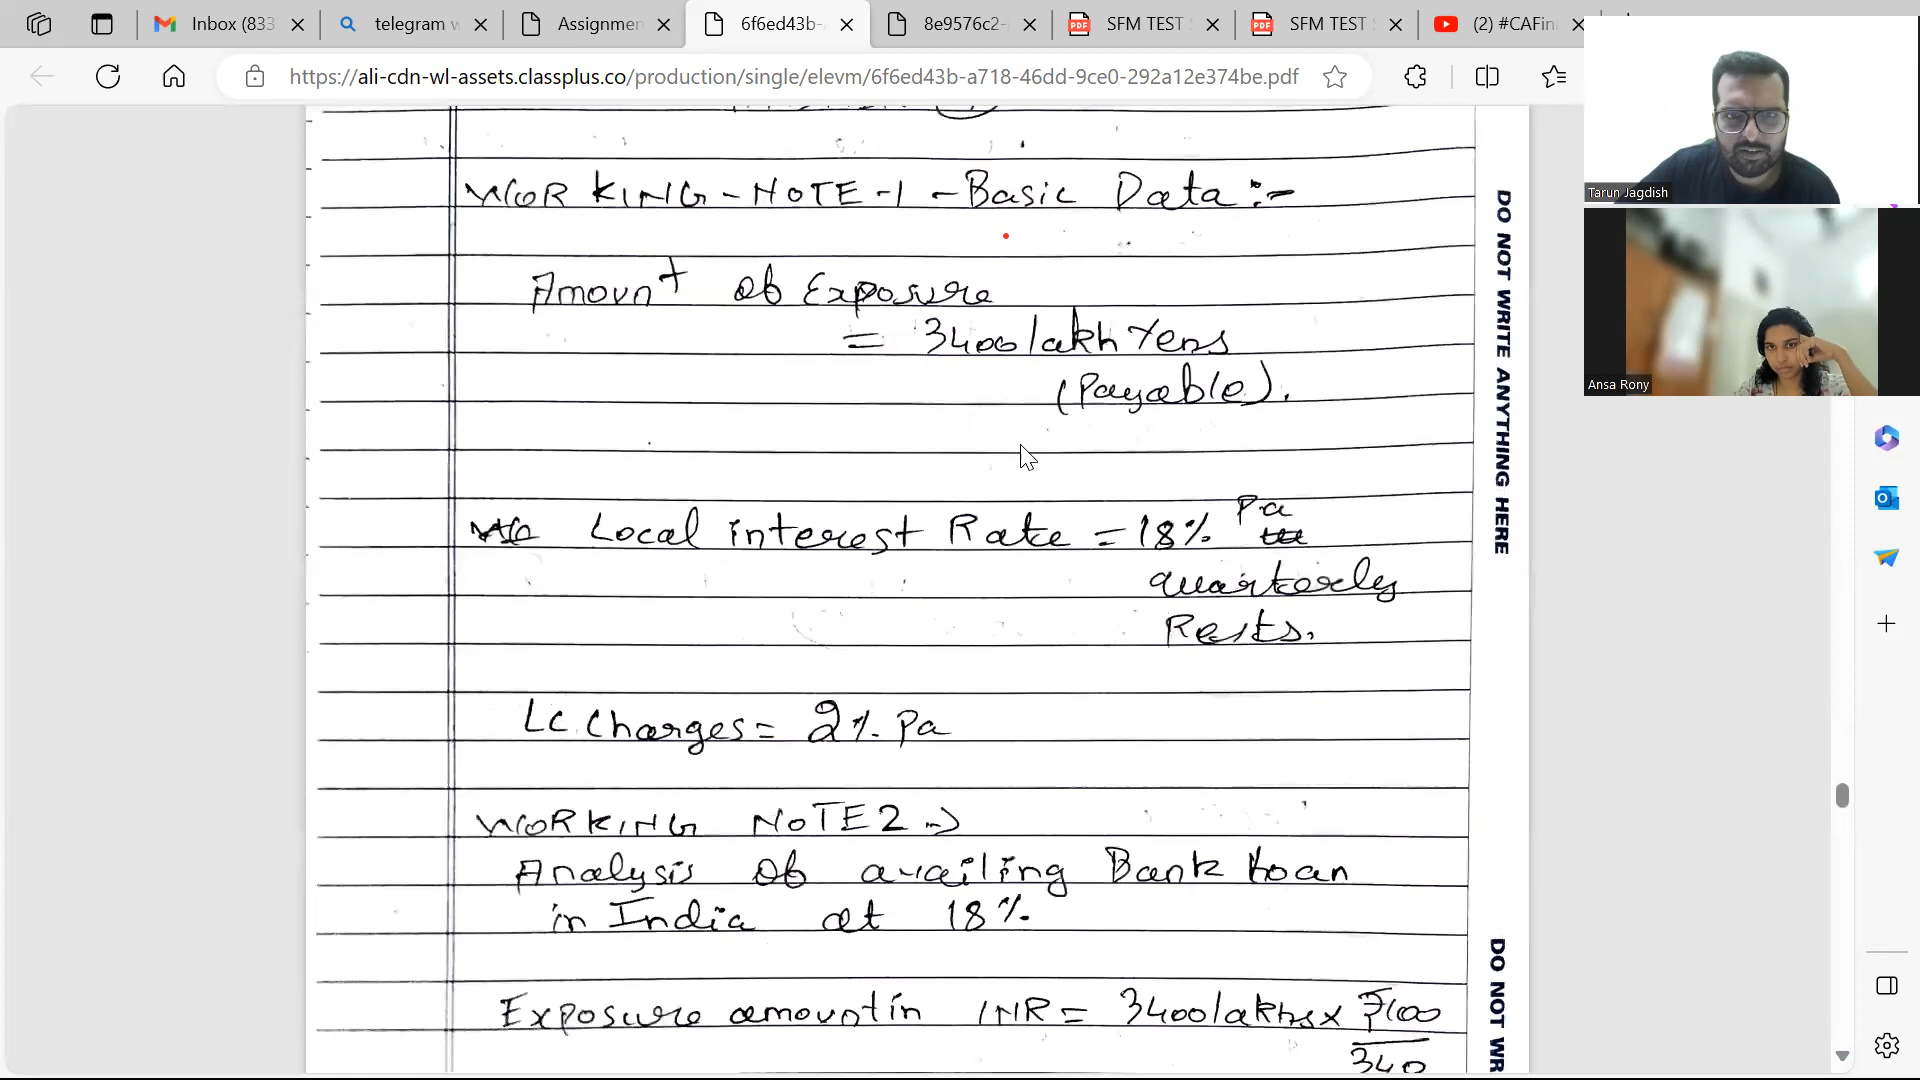 Inbox (833
telegram w
Assignmen
6f6ed43b-
8e9576c2-
SFM TEST
SFM TEST
(2) #CAFin
https://ali-cdn-wl-assets.classplus.co/production/single/elevm/6f6ed43b-a718-46dd-9ce0-292a12e374be.pdf
Tarun Jagdish
Ansa Rony
WORKING-NOTE-1-Basic Data:-
Amount of Exposure
= 3400 lakh Yens
(Payable).
Local interest Rate = 18% Pa
quarterly
Rests.
LC Charges = 2% Pa
WORKING NOTE 2 →
Analysis of availing Bank Loan
in India at 18%
Exposure amount in INR = 3400 lakhs x ₹100
340
DO NOT WRITE ANYTHING HERE
DO NOT WR